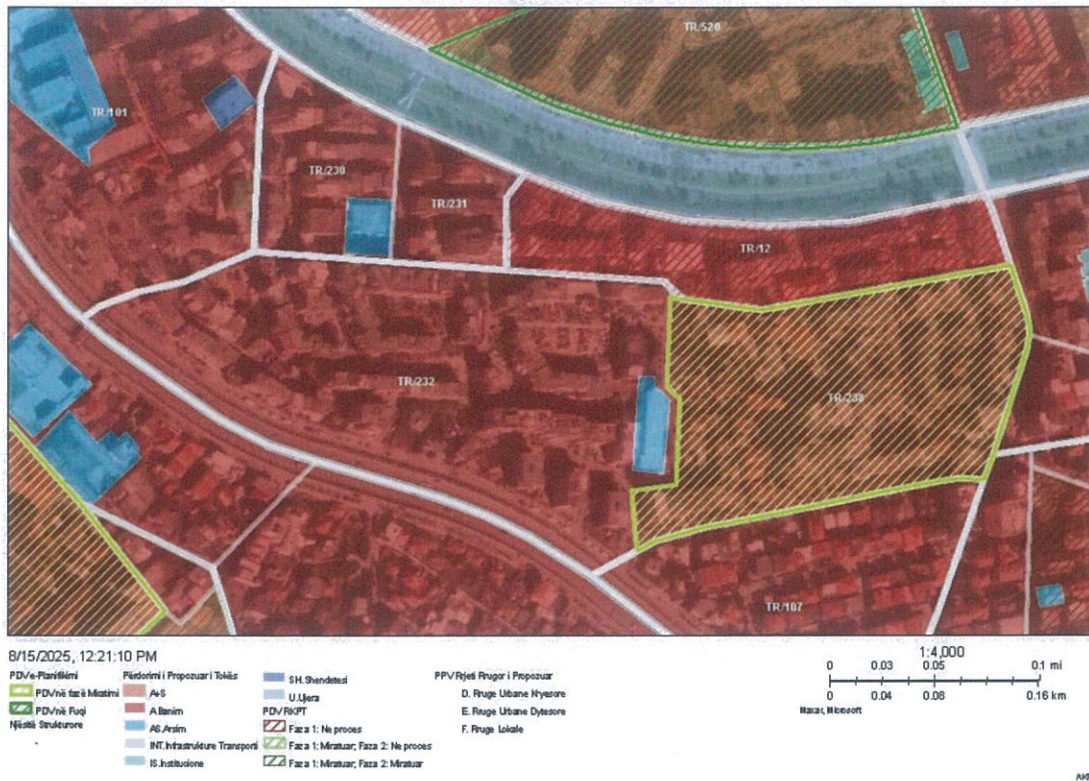 TR/520
TR/101
TR/230
TR/231
TR/12
TR/232
TR/238
TR/107
8/15/2025, 12:21:10 PM
PDV-e-Planifikimi
PDV në fazë Miratimi
PDV në Fuqi
Njësitë Strukturore
Përdorimi i Propozuar i Tokës
A+S
A.Banim
AS.Arsim
INT.Infrastrukture Transporti
IS.Institucione
SH.Shendetesi
U.Ujera
PDV/RKPT
Faza 1: Ne proces
Faza 1: Miratuar; Faza 2: Ne proces
Faza 1: Miratuar; Faza 2: Miratuar
PPV Rrjeti Rrugor i Propozuar
D. Rruge Urbane Kryesore
E. Rruge Urbane Dytesore
F. Rruge Lokale
1:4,000
0 0.03 0.05 0.1 mi
0 0.04 0.08 0.16 km
Maxar, Microsoft